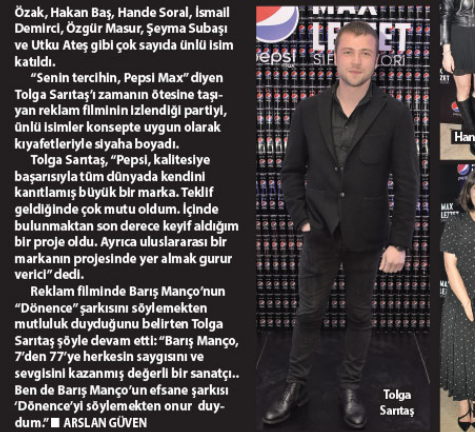 Özak, Hakan Baş, Hande Soral, İsmail
Demirci, Özgür Masur, Şeyma Subaşı
ve Utku Ateş gibi çok sayıda ünlü isim
katıldı.
“Senin tercihin, Pepsi Max” diyen
Tolga Sarıtaş’ı zamanın ötesine taşı-
yan reklam filminin izlendiği partiyi,
ünlü isimler konsepte uygun olarak
kıyafetleriyle siyaha boyadı.
Tolga Sarıtaş, “Pepsi, kalitesiye
başarısıyla tüm dünyada kendini
kanıtlamış büyük bir marka. Teklif
geldiğinde çok mutu oldum. İçinde
bulunmaktan son derece keyif aldığım
bir proje oldu. Ayrıca uluslararası bir
markanın projesinde yer almak gurur
verici” dedi.
Reklam filminde Barış Manço’nun
“Dönence” şarkısını söylemekten
mutluluk duyduğunu belirten Tolga
Sarıtaş şöyle devam etti: “Barış Manço,
7’den 77’ye herkesin saygısını ve
sevgisini kazanmış değerli bir sanatçı..
Ben de Barış Manço’un efsane şarkısı
‘Dönence’yi söylemekten onur duy-
dum.” ■ ARSLAN GÜVEN
MAX
pepsi
Tolga
Sarıtaş
Han
MAX
LEZZET